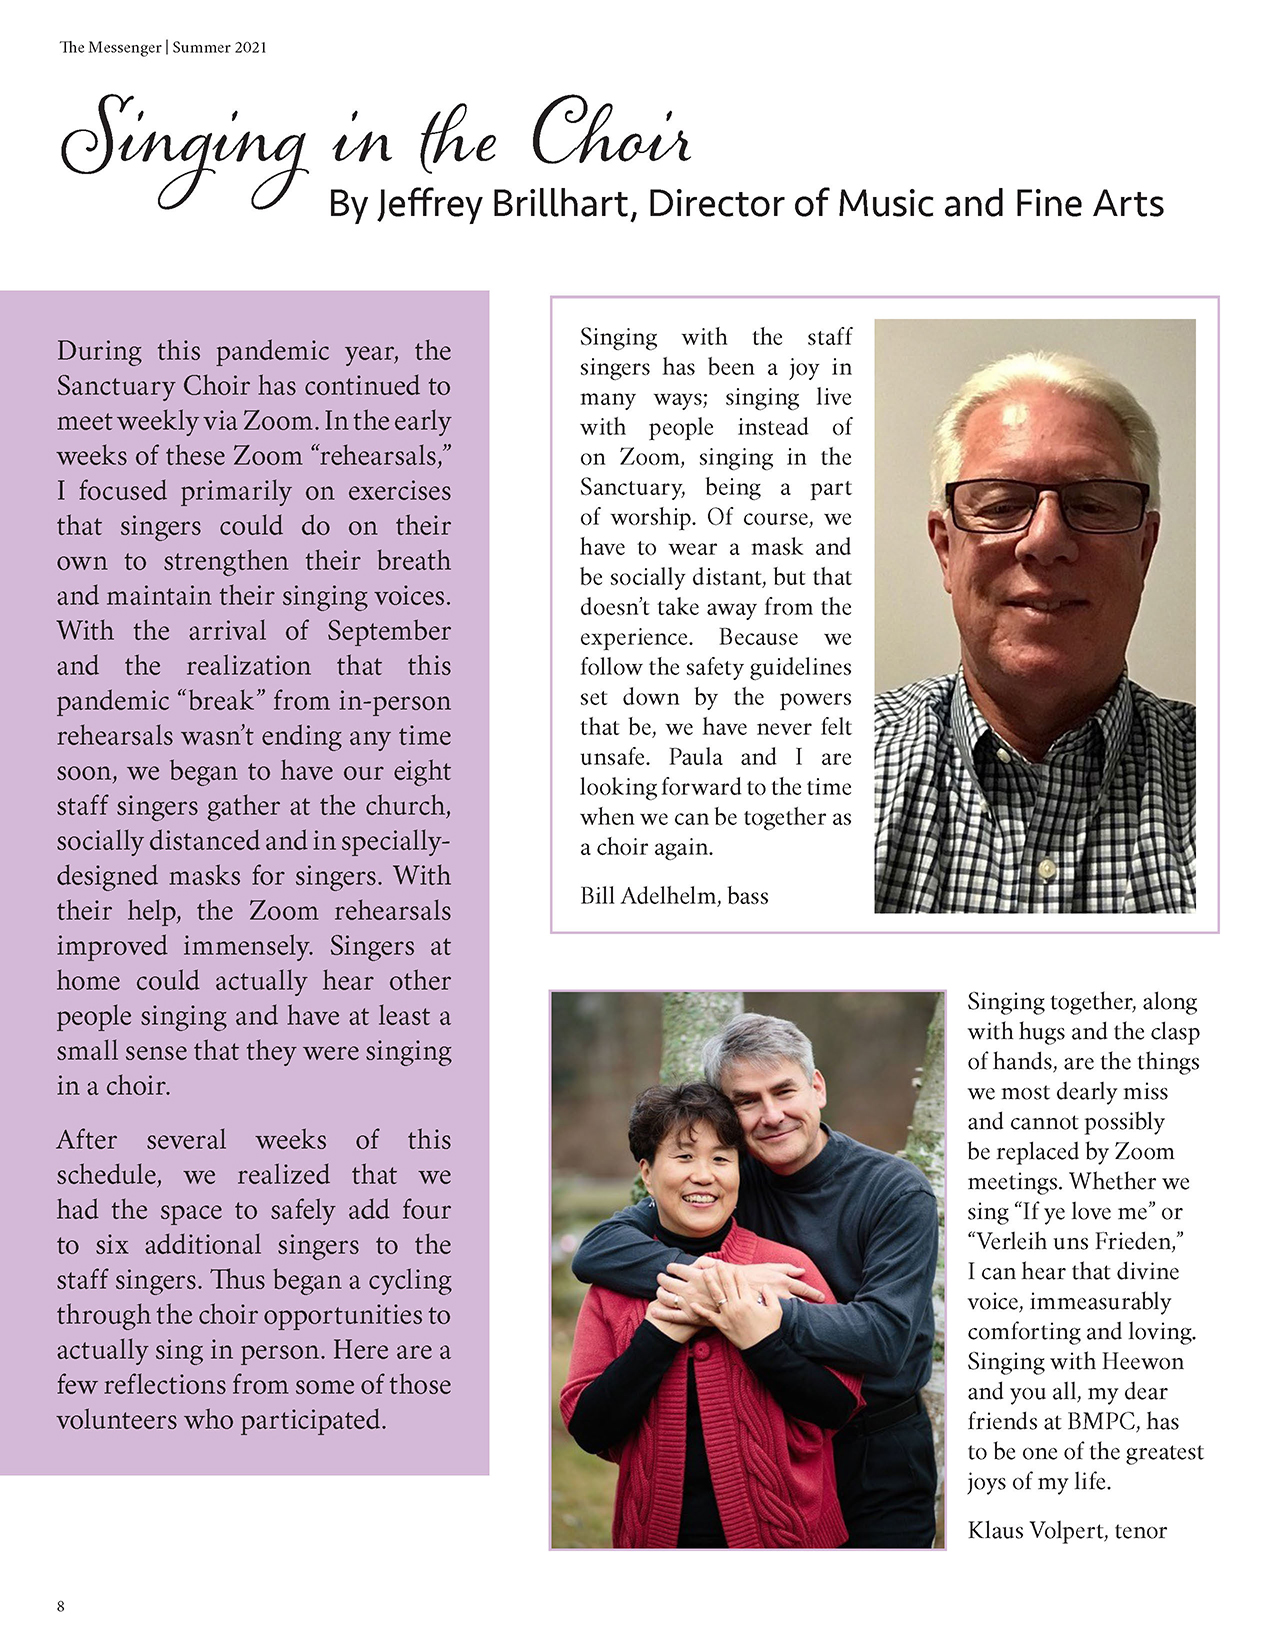 The Messenger | Summer 2021
Singing in the Choir
By Jeffrey Brillhart, Director of Music and Fine Arts
During this pandemic year, the
Sanctuary Choir has continued to
meet weekly via Zoom. In the early
weeks of these Zoom “rehearsals,”
I focused primarily on exercises
that singers could do on their
own to strengthen their breath
and maintain their singing voices.
With the arrival of September
and the realization that this
pandemic “break” from in-person
rehearsals wasn’t ending any time
soon, we began to have our eight
staff singers gather at the church,
socially distanced and in specially-
designed masks for singers. With
their help, the Zoom rehearsals
improved immensely. Singers at
home could actually hear other
people singing and have at least a
small sense that they were singing
in a choir.
After several weeks of this
schedule, we realized that we
had the space to safely add four
to six additional singers to the
staff singers. Thus began a cycling
through the choir opportunities to
actually sing in person. Here are a
few reflections from some of those
volunteers who participated.
Singing with the staff
singers has been a joy in
many ways; singing live
with people instead of
on Zoom, singing in the
Sanctuary, being a part
of worship. Of course, we
have to wear a mask and
be socially distant, but that
doesn’t take away from the
experience. Because we
follow the safety guidelines
set down by the powers
that be, we have never felt
unsafe. Paula and I are
looking forward to the time
when we can be together as
a choir again.
Bill Adelhelm, bass
Singing together, along
with hugs and the clasp
of hands, are the things
we most dearly miss
and cannot possibly
be replaced by Zoom
meetings. Whether we
sing “If ye love me” or
“Verleih uns Frieden,”
I can hear that divine
voice, immeasurably
comforting and loving.
Singing with Heewon
and you all, my dear
friends at BMPC, has
to be one of the greatest
joys of my life.
Klaus Volpert, tenor
8